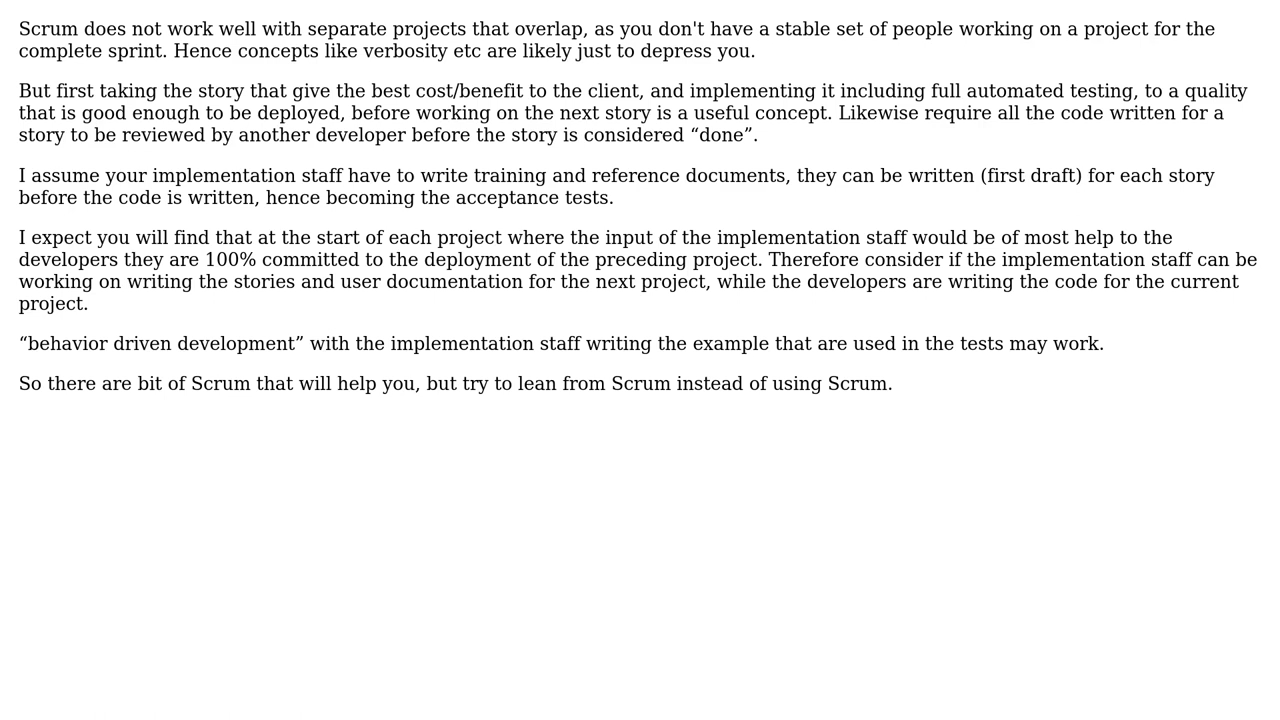 Scrum does not work well with separate projects that overlap, as you don't have a stable set of people working on a project for the
complete sprint. Hence concepts like verbosity etc are likely just to depress you.
But first taking the story that give the best cost/benefit to the client, and implementing it including full automated testing, to a quality
that is good enough to be deployed, before working on the next story is a useful concept. Likewise require all the code written for a
story to be reviewed by another developer before the story is considered “done”.
I assume your implementation staff have to write training and reference documents, they can be written (first draft) for each story
before the code is written, hence becoming the acceptance tests.
I expect you will find that at the start of each project where the input of the implementation staff would be of most help to the
developers they are 100% committed to the deployment of the preceding project. Therefore consider if the implementation staff can be
working on writing the stories and user documentation for the next project, while the developers are writing the code for the current
project.
“behavior driven development” with the implementation staff writing the example that are used in the tests may work.
So there are bit of Scrum that will help you, but try to lean from Scrum instead of using Scrum.